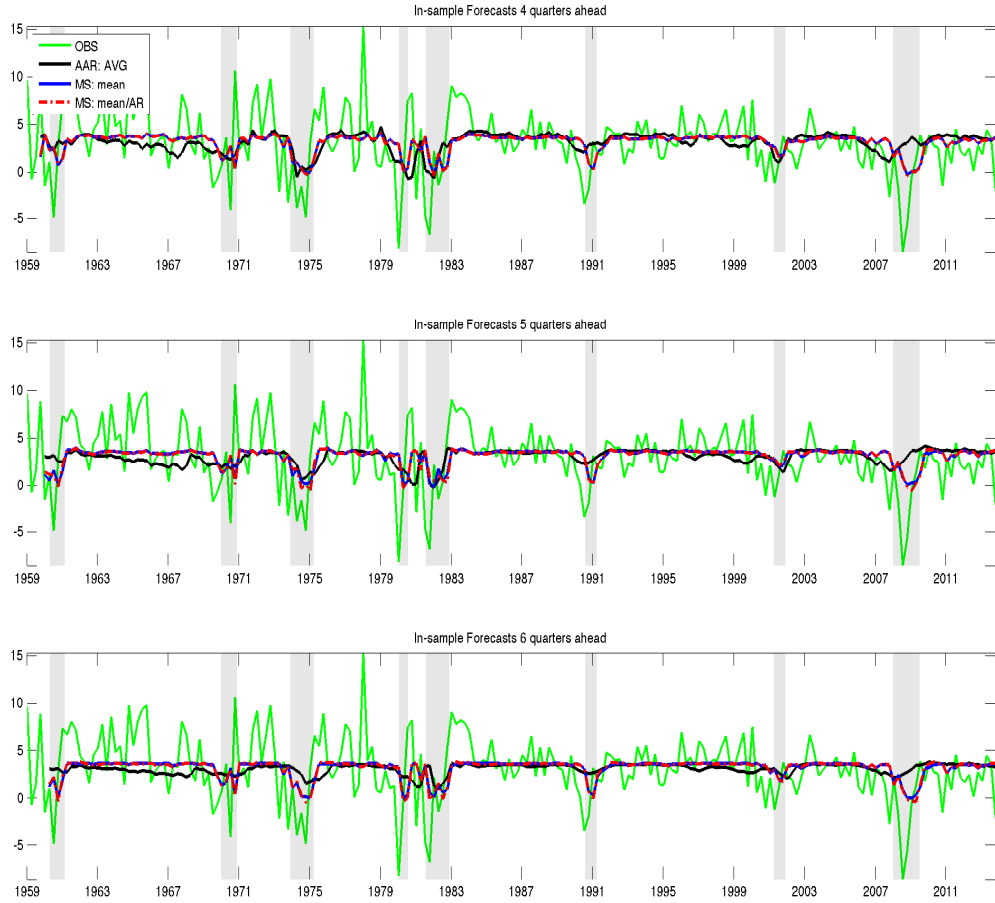 In-sample Forecasts 4 quarters ahead
15
10
5
0
-5
OBS
AAR: AVG
MS: mean
MS: mean/AR
1959 1963 1967 1971 1975 1979 1983 1987 1991 1995 1999 2003 2007 2011
In-sample Forecasts 5 quarters ahead
15
10
5
0
-5
1959 1963 1967 1971 1975 1979 1983 1987 1991 1995 1999 2003 2007 2011
In-sample Forecasts 6 quarters ahead
15
10
5
0
-5
1959 1963 1967 1971 1975 1979 1983 1987 1991 1995 1999 2003 2007 2011